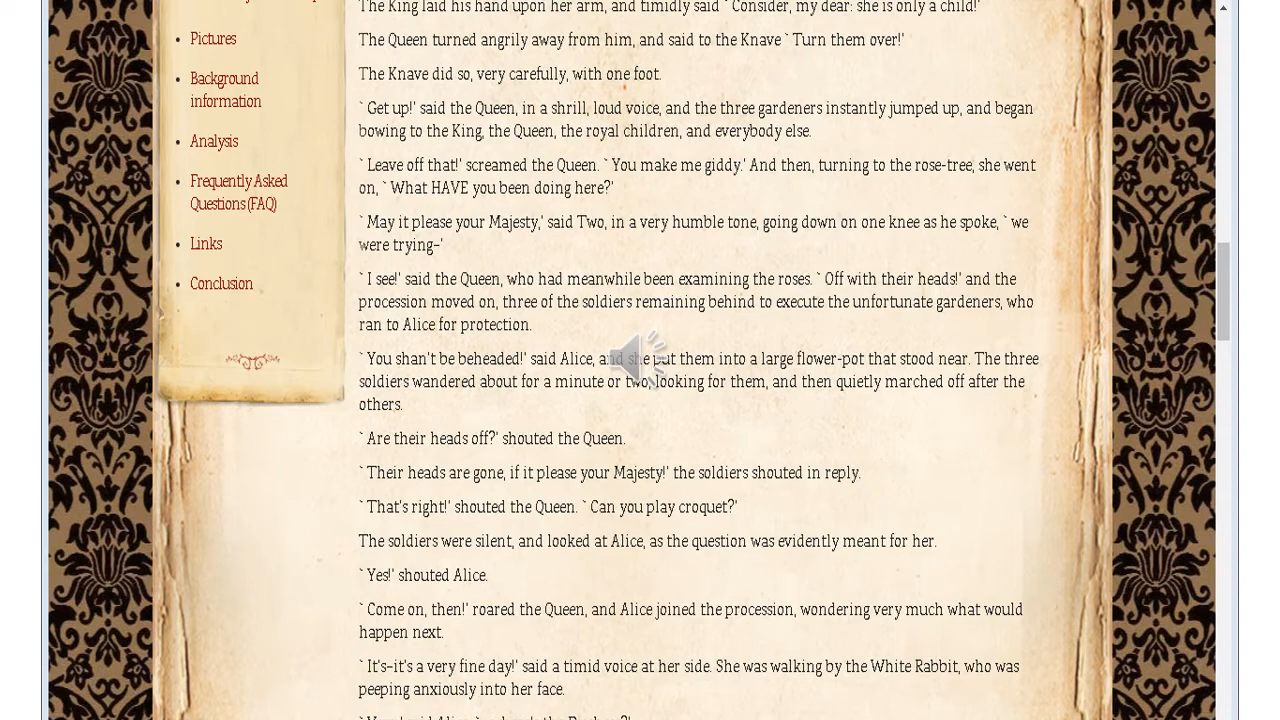 The King laid his hand upon her arm, and timidly said ` Consider, my dear: she is only a child!'
Pictures
Background
information
Analysis
Frequently Asked
Questions (FAQ)
Links
Conclusion
The Queen turned angrily away from him, and said to the Knave ` Turn them over!'
The Knave did so, very carefully, with one foot.
` Get up!' said the Queen, in a shrill, loud voice, and the three gardeners instantly jumped up, and began
bowing to the King, the Queen, the royal children, and everybody else.
` Leave off that!' screamed the Queen. ` You make me giddy.' And then, turning to the rose-tree, she went
on, ` What HAVE you been doing here?'
` May it please your Majesty,' said Two, in a very humble tone, going down on one knee as he spoke, ` we
were trying-'
` I see!' said the Queen, who had meanwhile been examining the roses. ` Off with their heads!' and the
procession moved on, three of the soldiers remaining behind to execute the unfortunate gardeners, who
ran to Alice for protection.
` You shan't be beheaded!' said Alice, and she put them into a large flower-pot that stood near. The three
soldiers wandered about for a minute or two, looking for them, and then quietly marched off after the
others.
` Are their heads off?' shouted the Queen.
` Their heads are gone, if it please your Majesty!' the soldiers shouted in reply.
` That's right!' shouted the Queen. ` Can you play croquet?'
The soldiers were silent, and looked at Alice, as the question was evidently meant for her.
` Yes!' shouted Alice.
` Come on, then!' roared the Queen, and Alice joined the procession, wondering very much what would
happen next.
` It's-it's a very fine day!' said a timid voice at her side. She was walking by the White Rabbit, who was
peeping anxiously into her face.